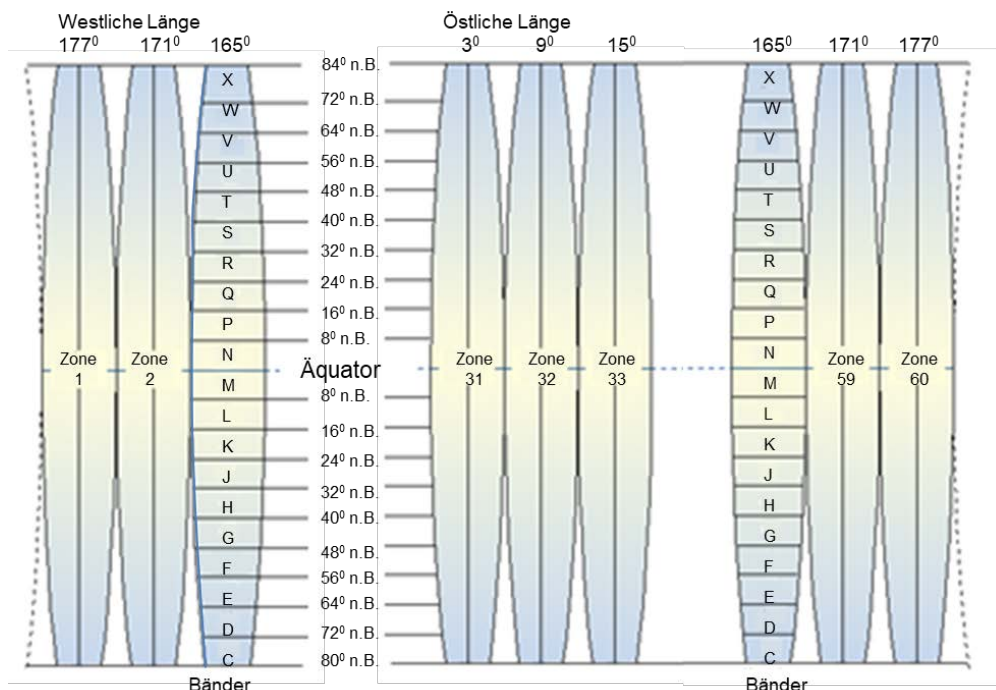 Westliche Länge
177⁰ 171⁰ 165⁰
Östliche Länge
3⁰ 9⁰ 15⁰
165⁰ 171⁰ 177⁰
84⁰ n.B.
X X
72⁰ n.B.
W W
64⁰ n.B.
V V
56⁰ n.B.
U U
48⁰ n.B.
T T
40⁰ n.B.
S S
32⁰ n.B.
R R
24⁰ n.B.
Q Q
16⁰ n.B.
P P
8⁰ n.B.
N N
Zone 1
Zone 2
Äquator
Zone 31
Zone 32
Zone 33
Zone 59
Zone 60
M M
8⁰ n.B.
L L
16⁰ n.B.
K K
24⁰ n.B.
J J
32⁰ n.B.
H H
40⁰ n.B.
G G
48⁰ n.B.
F F
56⁰ n.B.
E E
64⁰ n.B.
D D
72⁰ n.B.
C C
80⁰ n.B.
Bänder Bänder